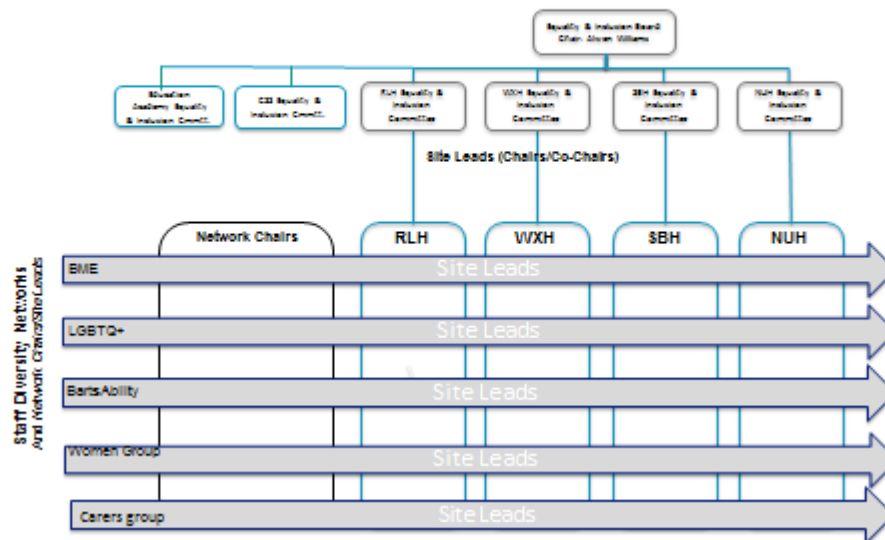 Equality & Inclusion Board
Chair: Alwen Williams
Education
Academy Equality
& Inclusion Cmtt.
CSS Equality &
Inclusion Cmtt.
RLH Equality &
Inclusion
Committee
WXH Equality &
Inclusion
Committee
SBH Equality &
Inclusion
Committee
NUH Equality &
Inclusion
Committee
Site Leads (Chairs/Co-Chairs)
Network Chairs
RLH
WXH
SBH
NUH
Staff Diversity Networks
And Network Chairs/Site Leads
BME
Site Leads
LGBTQ+
Site Leads
BartsAbility
Site Leads
Women Group
Site Leads
Carers group
Site Leads